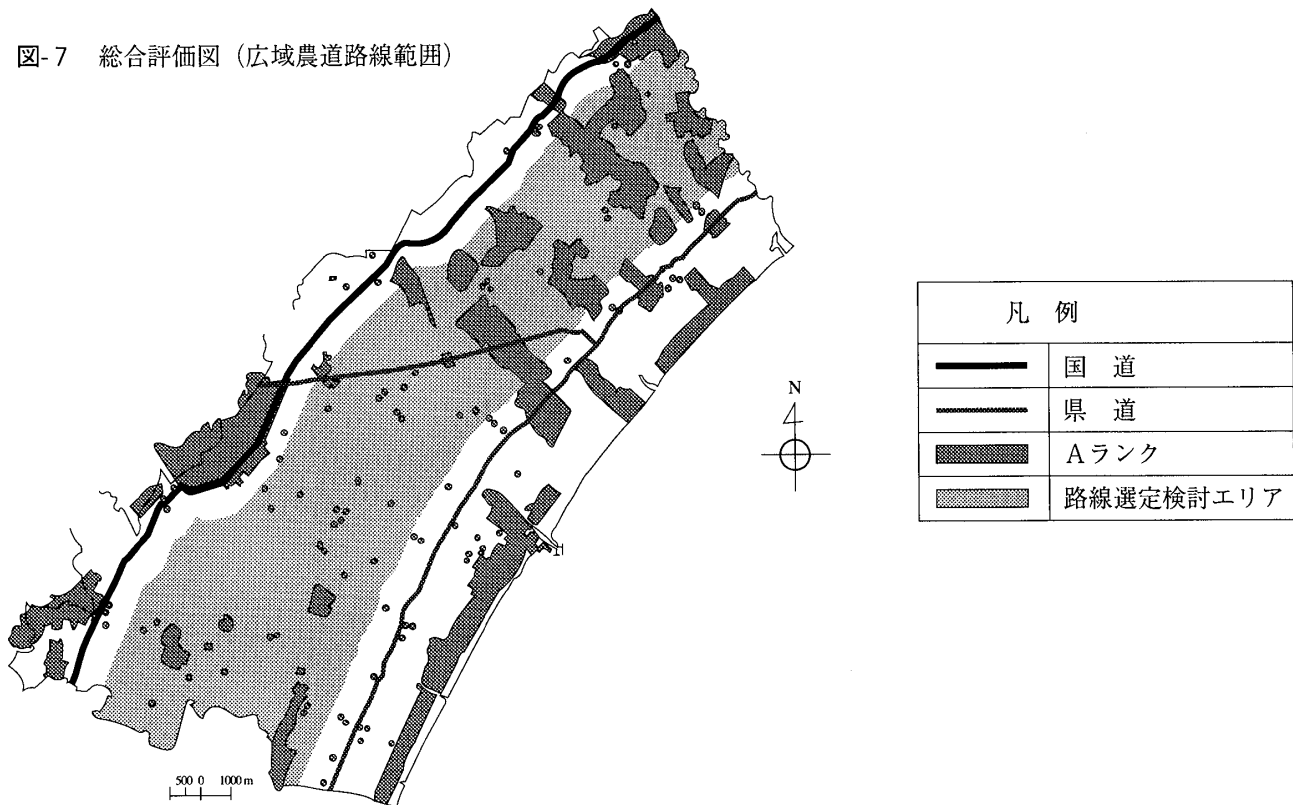 図-7 総合評価図（広域農道路線範囲）
N
凡 例
国 道
県 道
Aランク
路線選定検討エリア
500 0 1000m